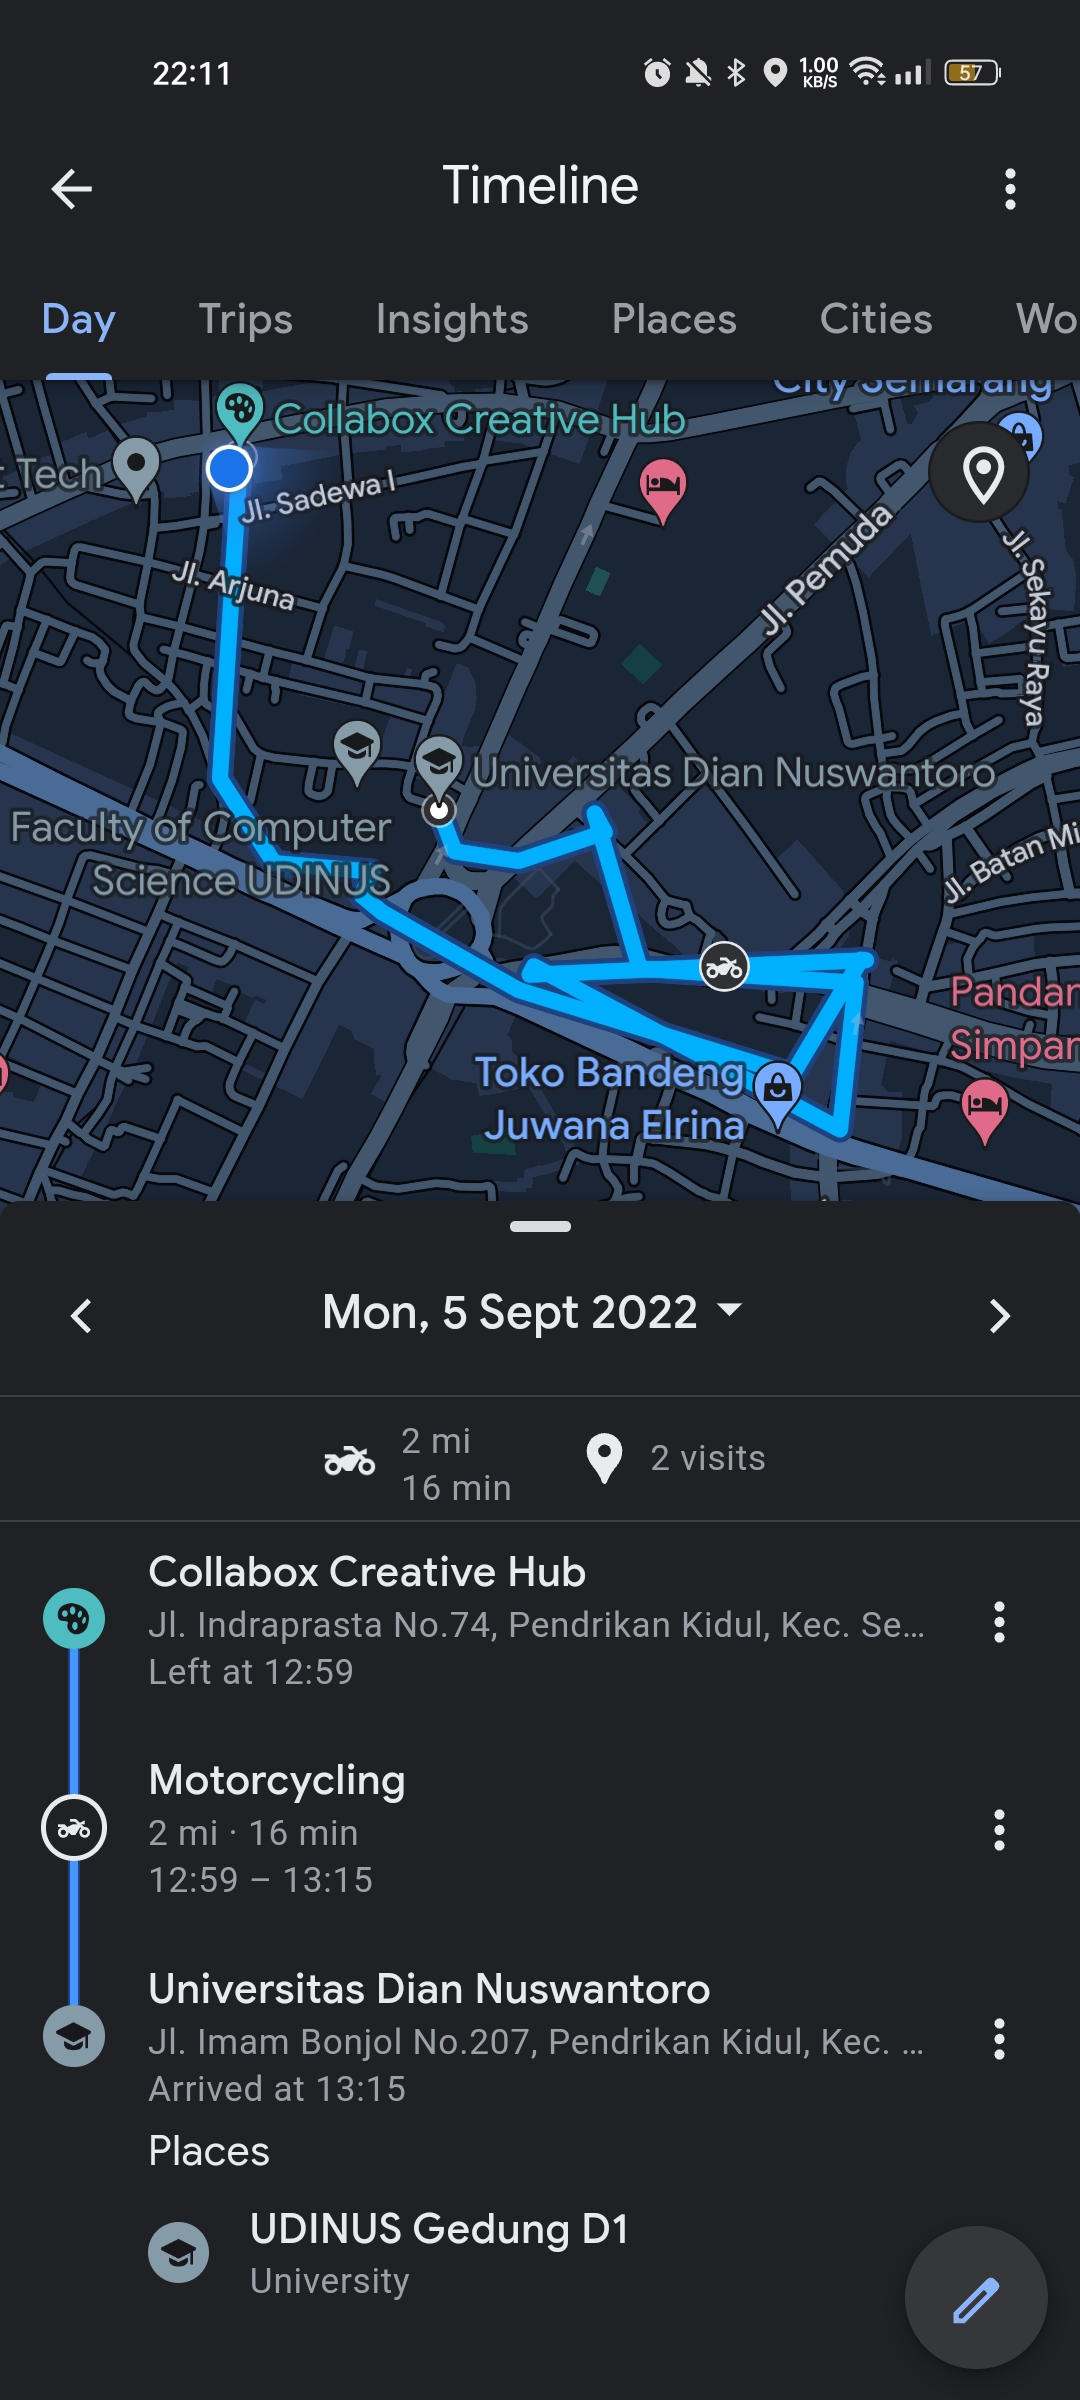 22:11
1.00
KB/S
57
Timeline
Day Trips Insights Places Cities Wo
City Semarang
Collabox Creative Hub
t Tech
Jl. Sadewa I
Jl. Arjuna
Jl. Pemuda
Jl. Sekayu Raya
Universitas Dian Nuswantoro
Faculty of Computer
Science UDINUS
Jl. Batan Mi
Pandan
Simpan
Toko Bandeng
Juwana Elrina
Mon, 5 Sept 2022
2 mi
16 min
2 visits
Collabox Creative Hub
Jl. Indraprasta No.74, Pendrikan Kidul, Kec. Se...
Left at 12:59
Motorcycling
2 mi · 16 min
12:59 – 13:15
Universitas Dian Nuswantoro
Jl. Imam Bonjol No.207, Pendrikan Kidul, Kec. ...
Arrived at 13:15
Places
UDINUS Gedung D1
University